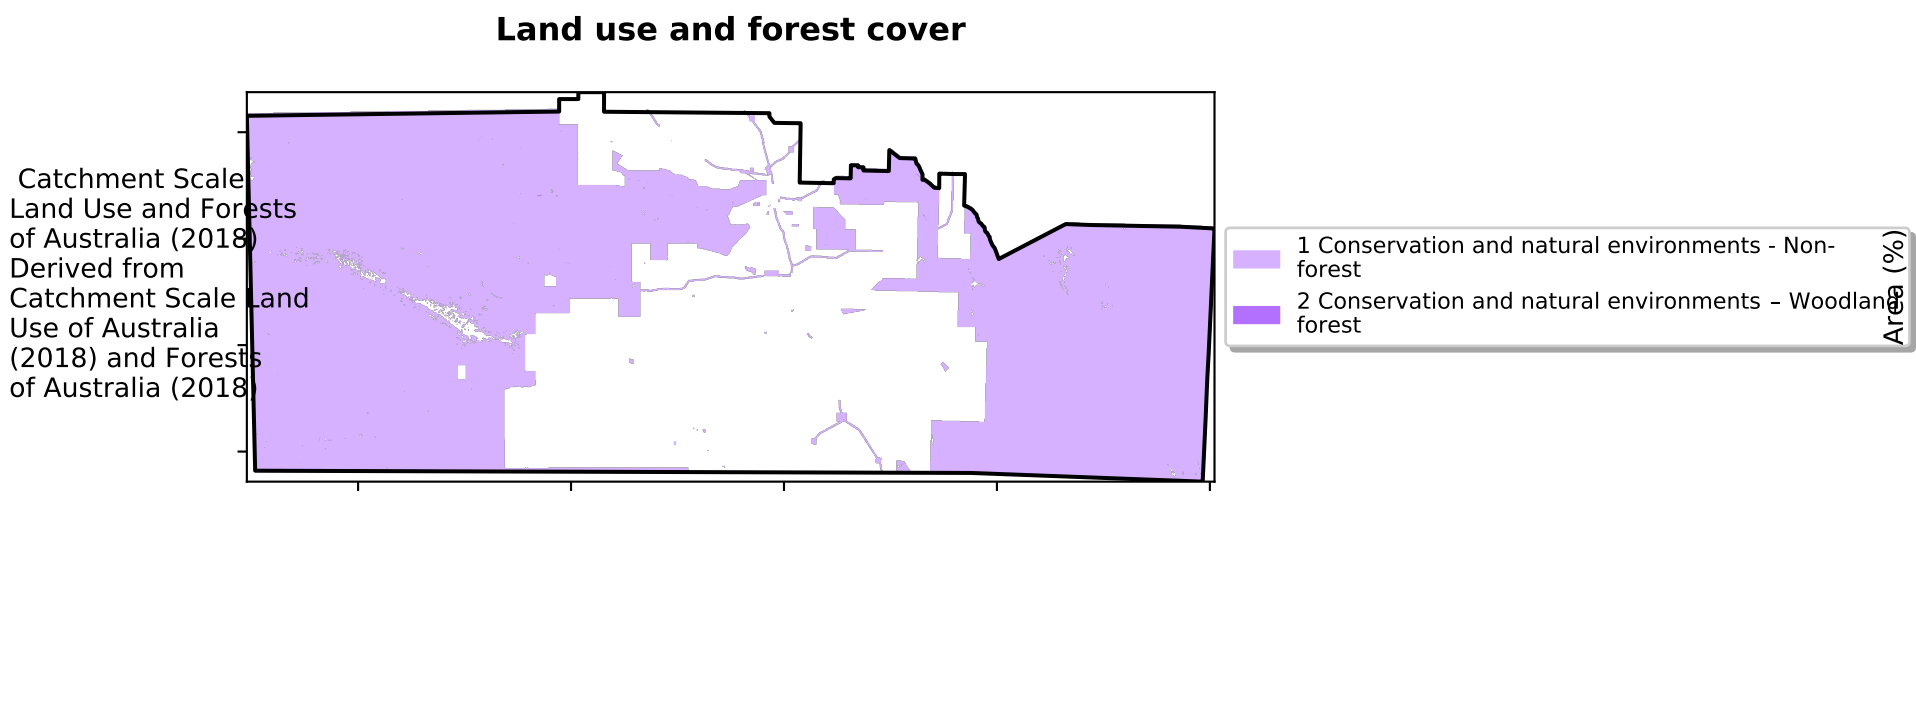 Land use and forest cover
Catchment Scale
Land Use and Forests
of Australia (2018)
Derived from
Catchment Scale Land
Use of Australia
(2018) and Forests
of Australia (2018)
1 Conservation and natural environments - Non-
forest
2 Conservation and natural environments – Woodland
forest
Area (%)